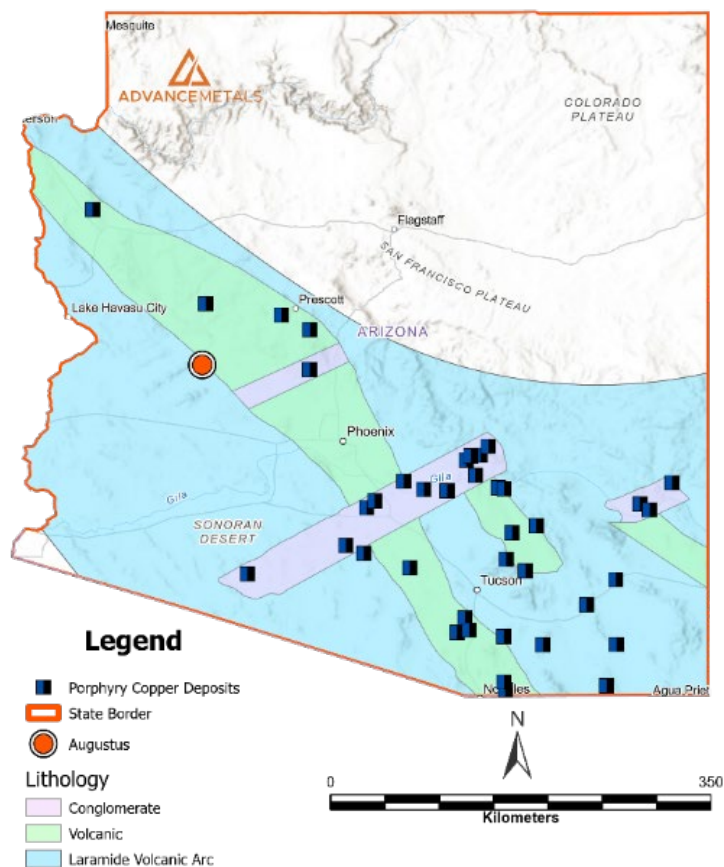 Mesquite
ADVANCEMETALS
COLORADO
PLATEAU
erson
Flagstaff
SAN FRANCISCO PLATEAU
Lake Havasu City
Prescott
ARIZONA
Phoenix
Gila
Gila
SONORAN
DESERT
Tucson
Legend
Porphyry Copper Deposits
State Border
Augustus
Lithology
Conglomerate
Volcanic
Laramide Volcanic Arc
Agua Priet
N
0
350
Kilometers